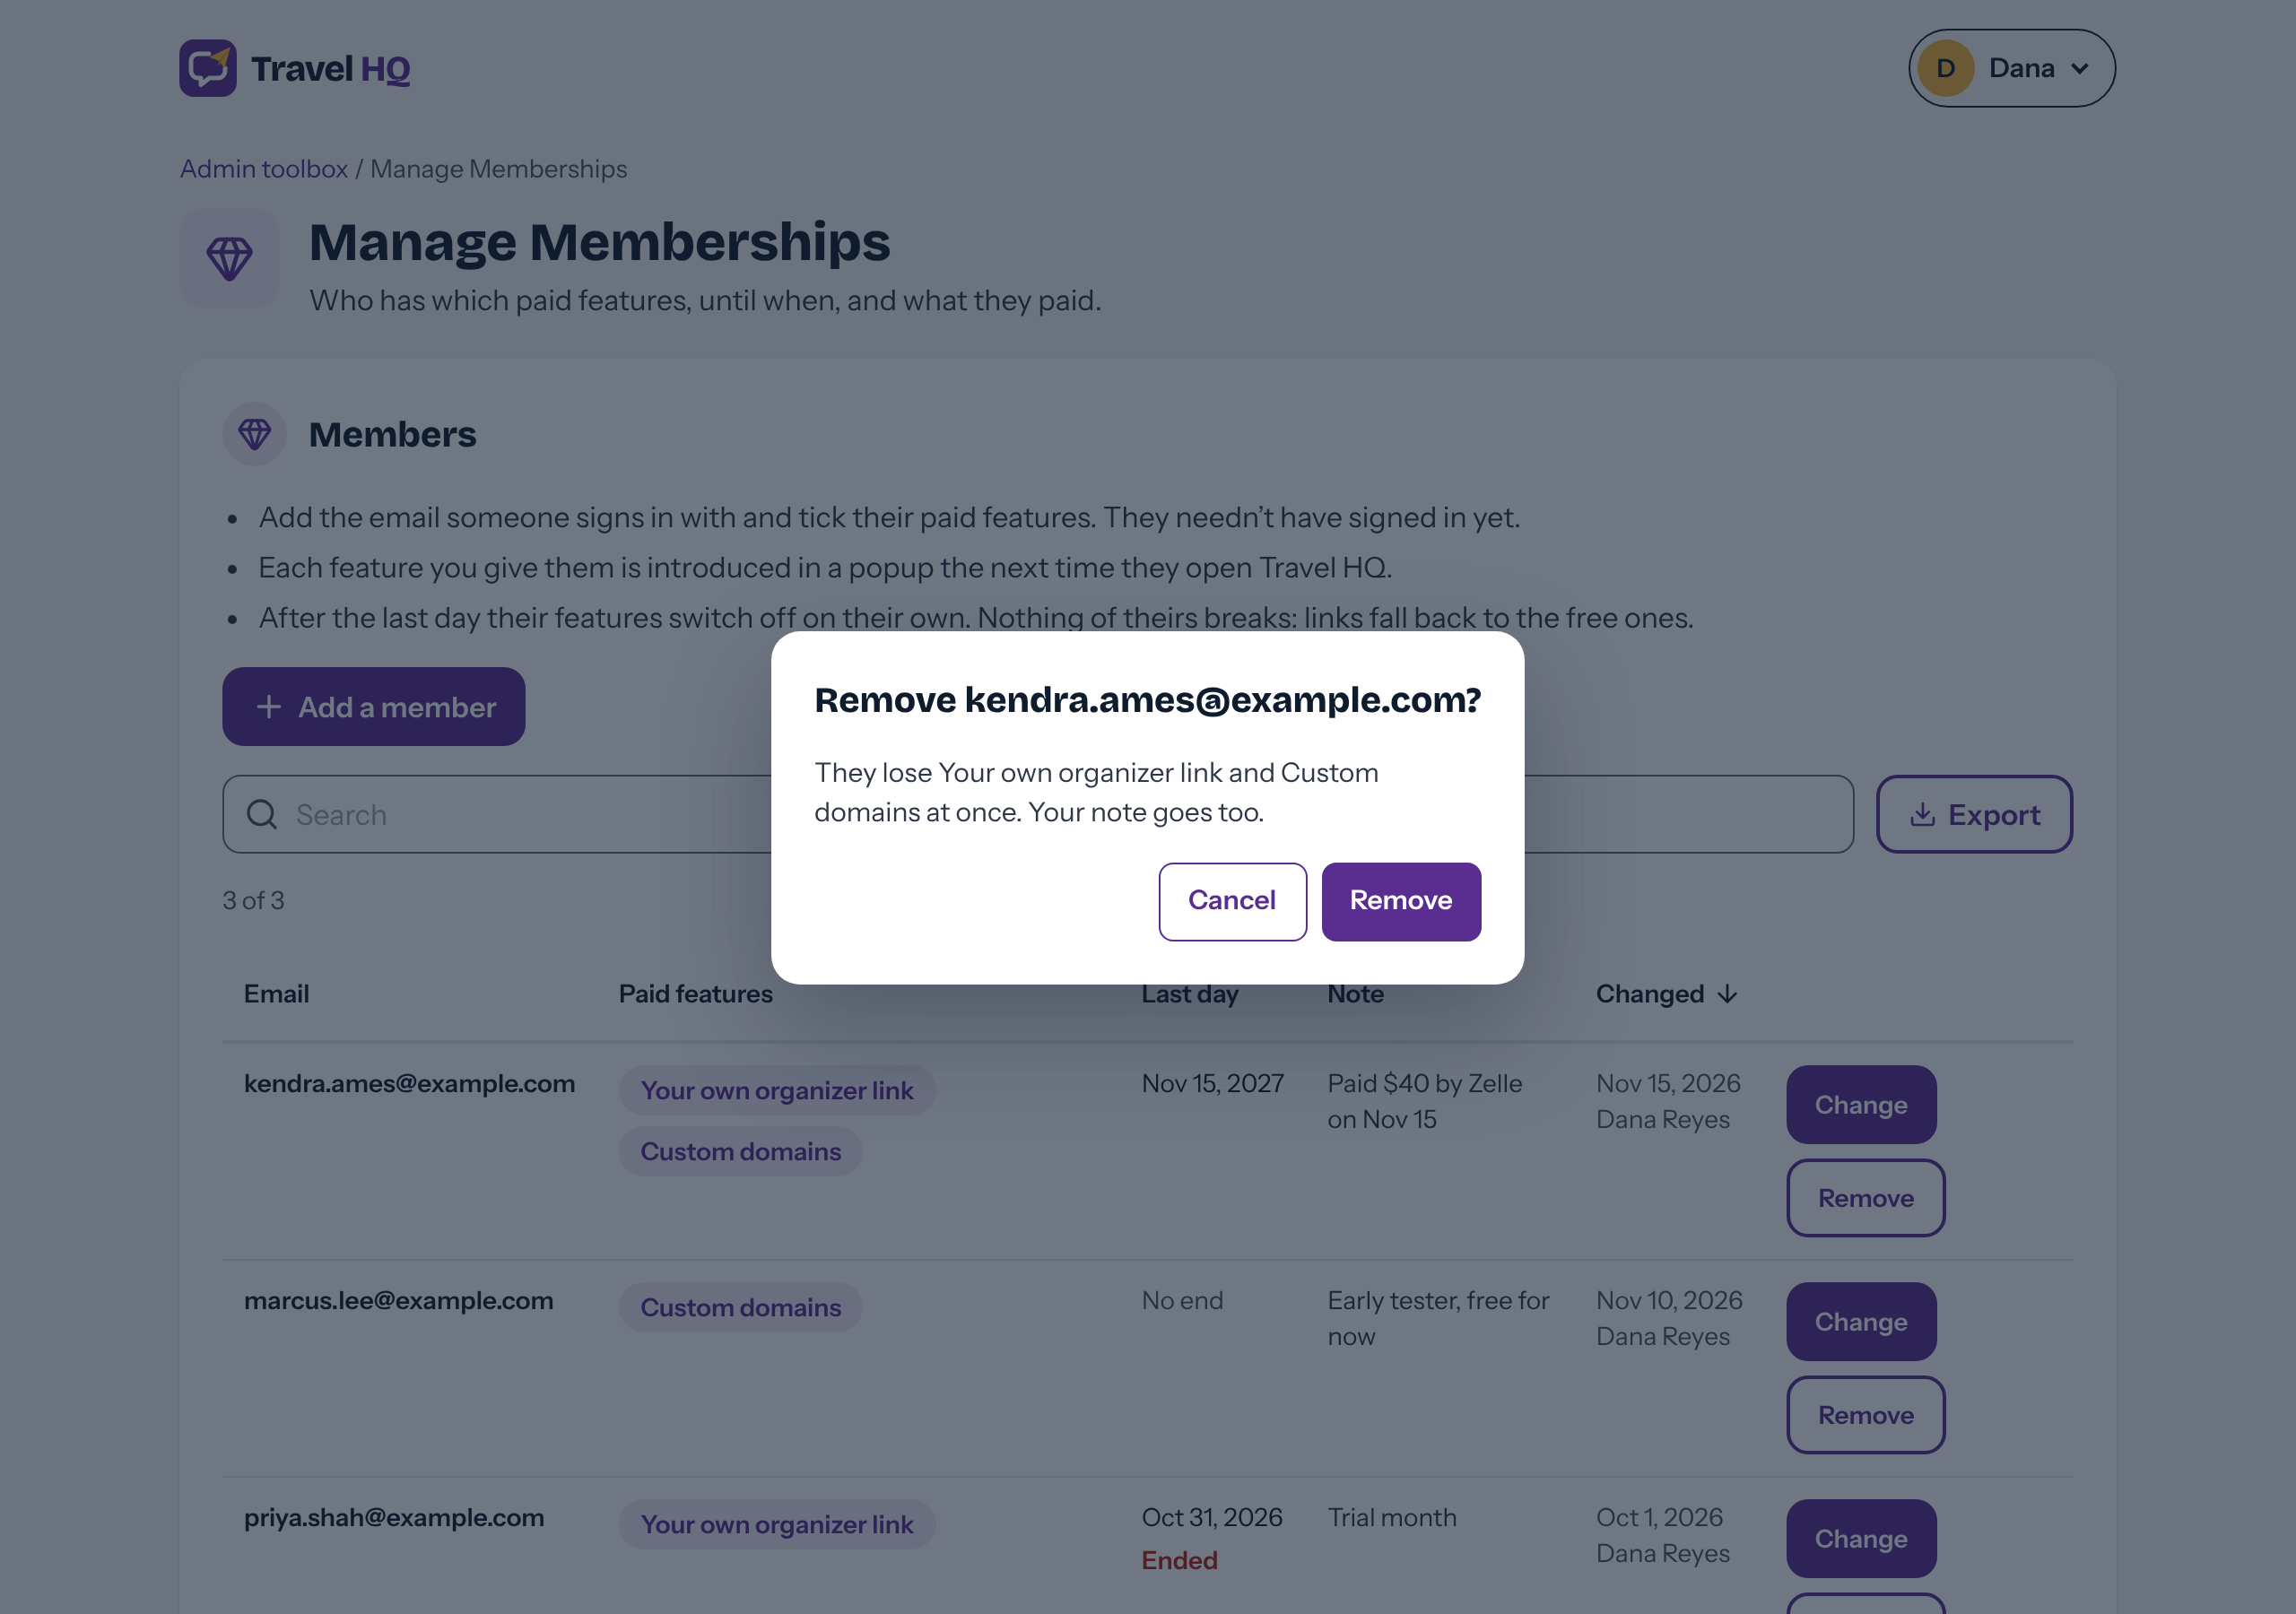 Travel HQ
D Dana
Admin toolbox / Manage Memberships
Manage Memberships
Who has which paid features, until when, and what they paid.
Members
• Add the email someone signs in with and tick their paid features. They needn’t have signed in yet.
• Each feature you give them is introduced in a popup the next time they open Travel HQ.
• After the last day their features switch off on their own. Nothing of theirs breaks: links fall back to the free ones.
Add a member
Remove kendra.ames@example.com?
They lose Your own organizer link and Custom
domains at once. Your note goes too.
Cancel Remove
Search
Export
3 of 3
Email Paid features Last day Note Changed
kendra.ames@example.com Your own organizer link Nov 15, 2027 Paid $40 by Zelle Nov 15, 2026 Change
on Nov 15 Dana Reyes
Custom domains
Remove
marcus.lee@example.com Custom domains No end Early tester, free for Nov 10, 2026 Change
now Dana Reyes
Remove
priya.shah@example.com Your own organizer link Oct 31, 2026 Trial month Oct 1, 2026 Change
Ended Dana Reyes